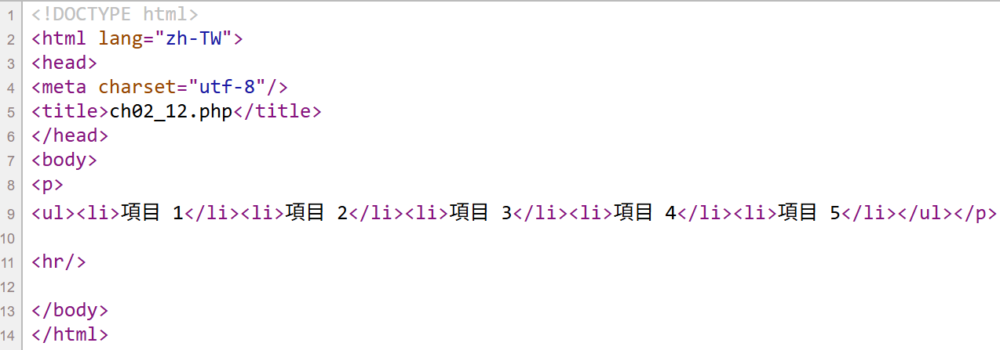 1 <!DOCTYPE html>
2 <html lang="zh-TW">
3 <head>
4 <meta charset="utf-8"/>
5 <title>ch02_12.php</title>
6 </head>
7 <body>
8 <p>
9 <ul><li>項目 1</li><li>項目 2</li><li>項目 3</li><li>項目 4</li><li>項目 5</li></ul></p>
10
11 <hr/>
12
13 </body>
14 </html>